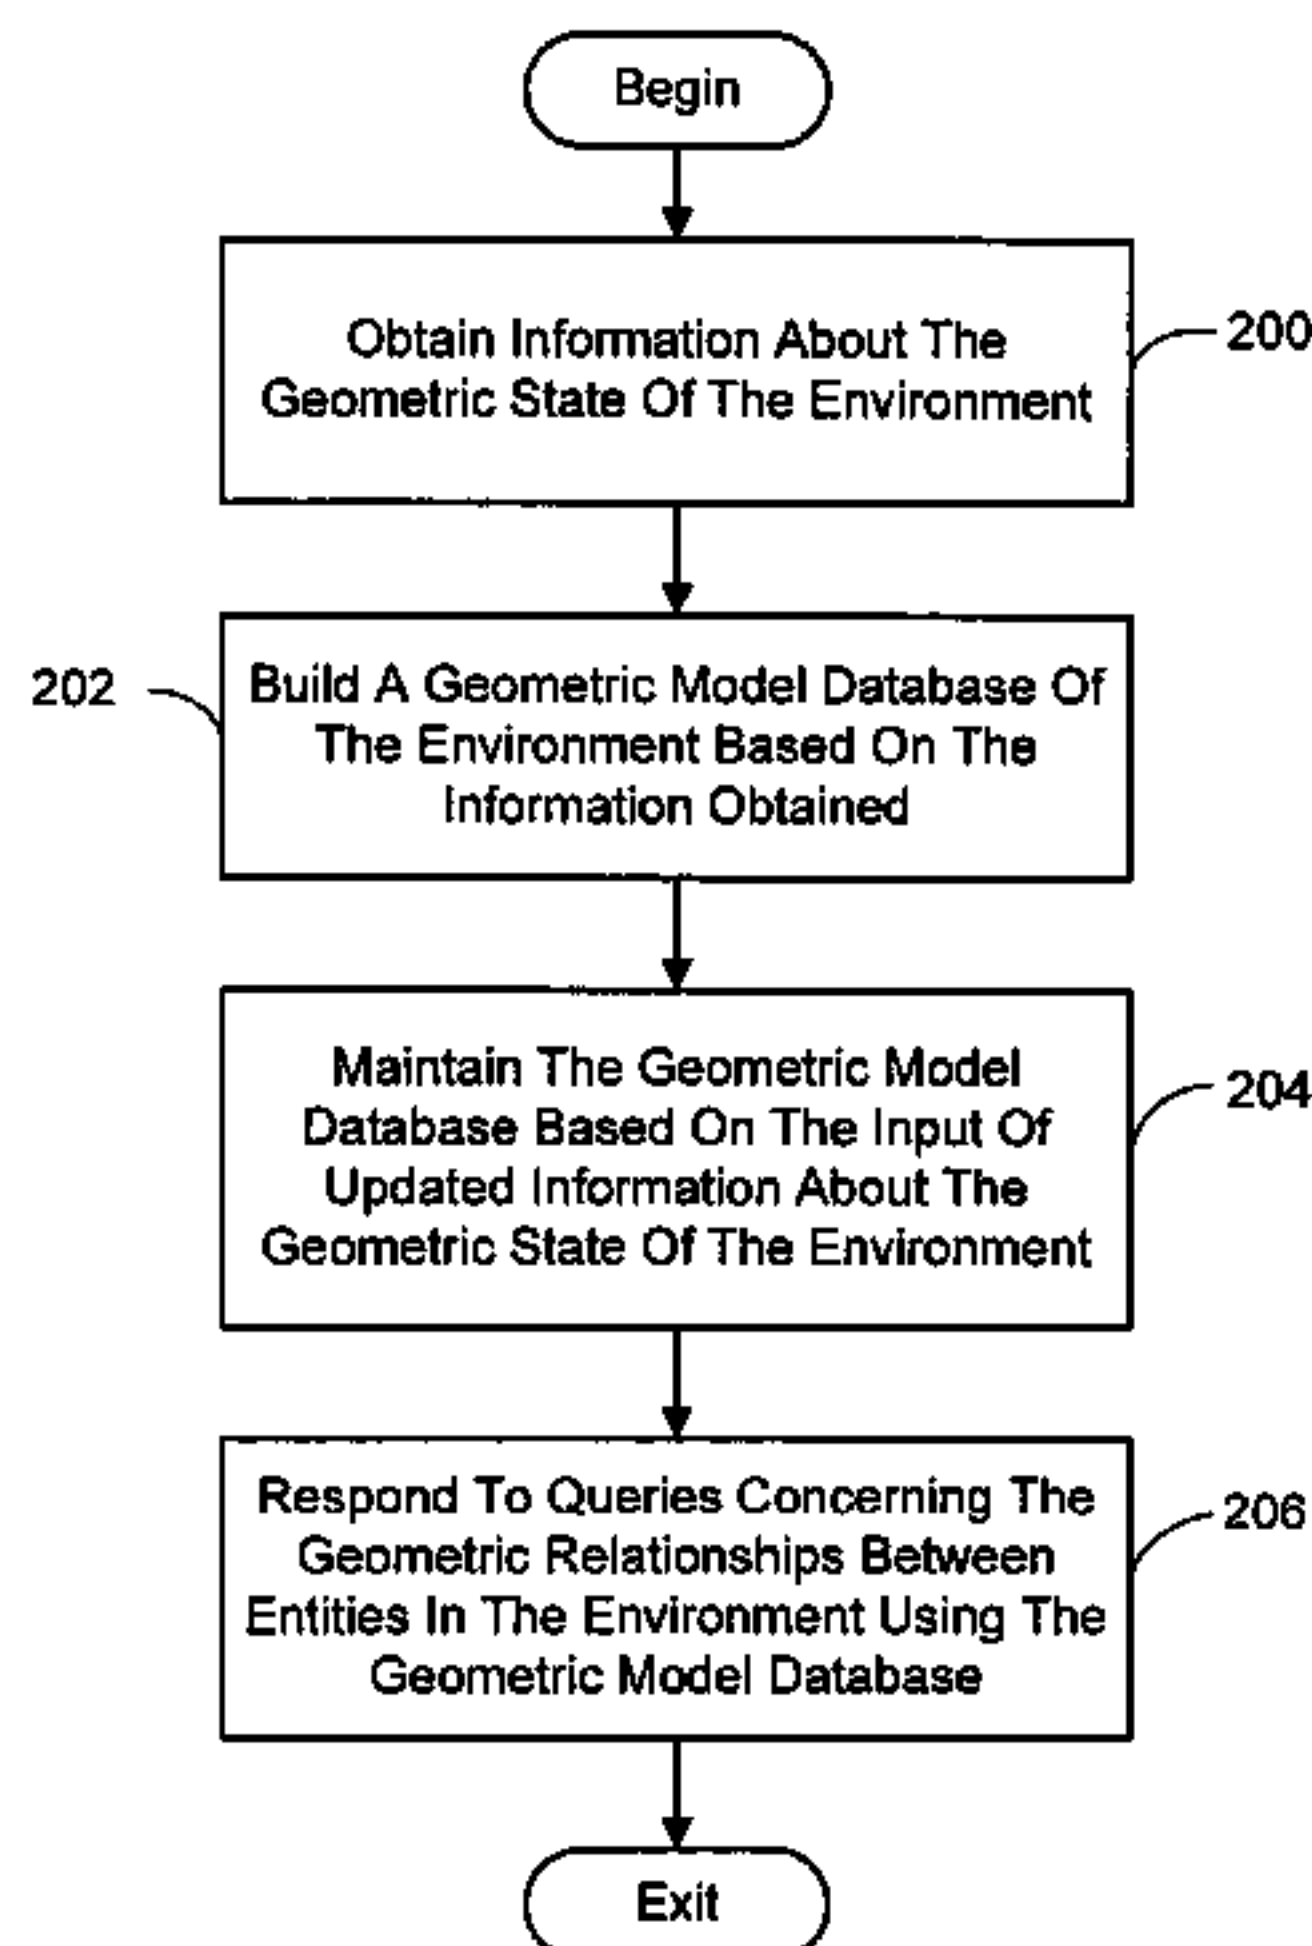 Begin
Obtain Information About The
Geometric State Of The Environment
200
202
Build A Geometric Model Database Of
The Environment Based On The
Information Obtained
Maintain The Geometric Model
Database Based On The Input Of
Updated Information About The
Geometric State Of The Environment
204
Respond To Queries Concerning The
Geometric Relationships Between
Entities In The Environment Using The
Geometric Model Database
206
Exit